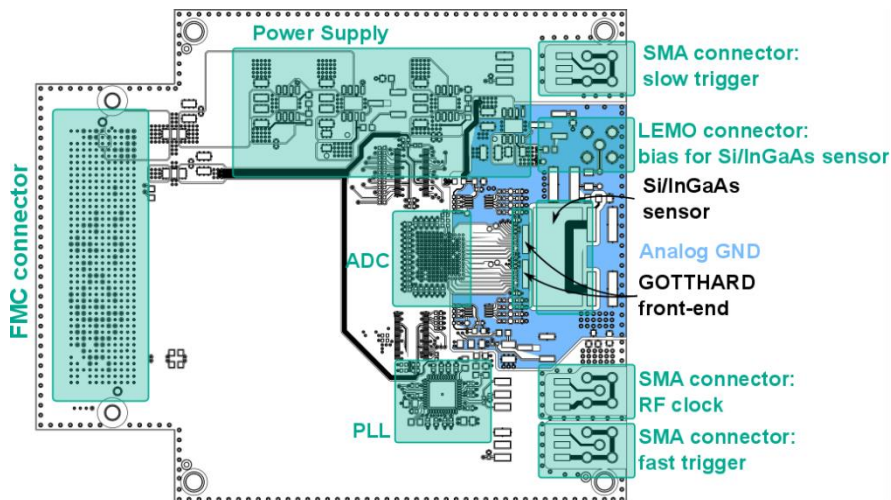 Power Supply
SMA connector:
slow trigger
LEMO connector:
bias for Si/InGaAs sensor
Si/InGaAs
sensor
FMC connector
ADC
Analog GND
GOTTHARD
front-end
SMA connector:
RF clock
PLL
SMA connector:
fast trigger